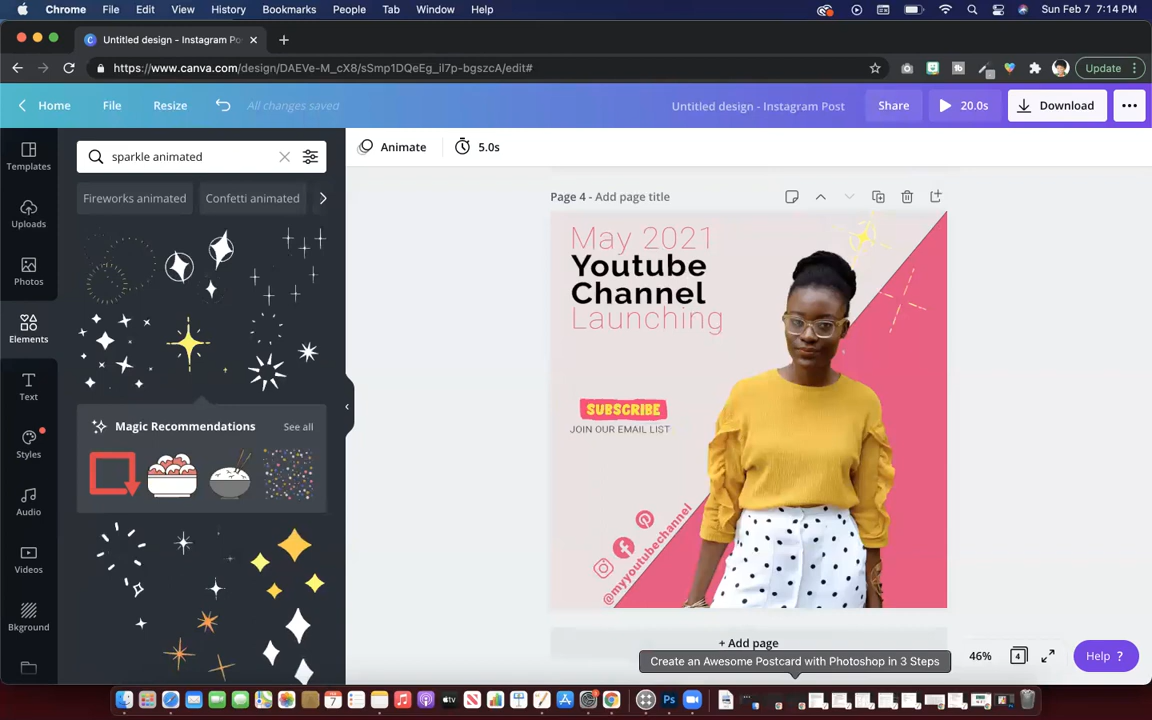 Chrome File Edit View History Bookmarks People Tab Window Help
Sun Feb 7 7:14 PM
Untitled design - Instagram Po
https://www.canva.com/design/DAEVe-M_cX8/sSmp1DQeEg_il7p-bgszcA/edit#
Update
Home File Resize All changes saved
Untitled design - Instagram Post
Share
20.0s
Download
Templates
Uploads
Photos
Elements
Text
Styles
Audio
Videos
Bkground
sparkle animated
Fireworks animated
Confetti animated
Magic Recommendations
See all
Animate
5.0s
Page 4 - Add page title
May 2021
Youtube
Channel
Launching
SUBSCRIBE
JOIN OUR EMAIL LIST
@myyoutubechannel
+ Add page
Create an Awesome Postcard with Photoshop in 3 Steps
46%
4
Help ?